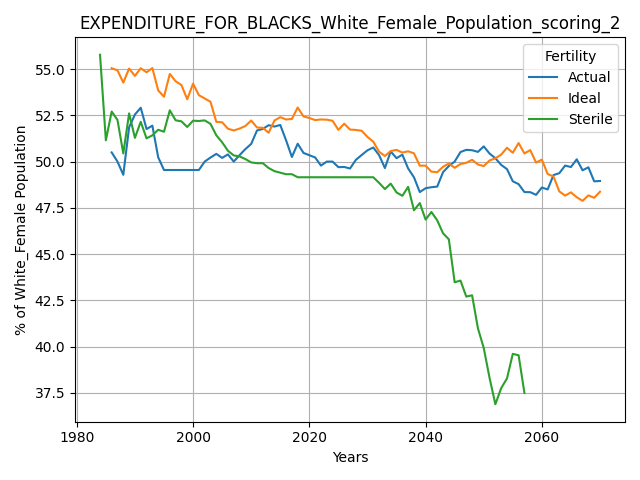 EXPENDITURE_FOR_BLACKS_White_Female_Population_scoring_2
Fertility
Actual
Ideal
Sterile
% of White_Female Population
55.0
52.5
50.0
47.5
45.0
42.5
40.0
37.5
1980
2000
2020
2040
2060
Years